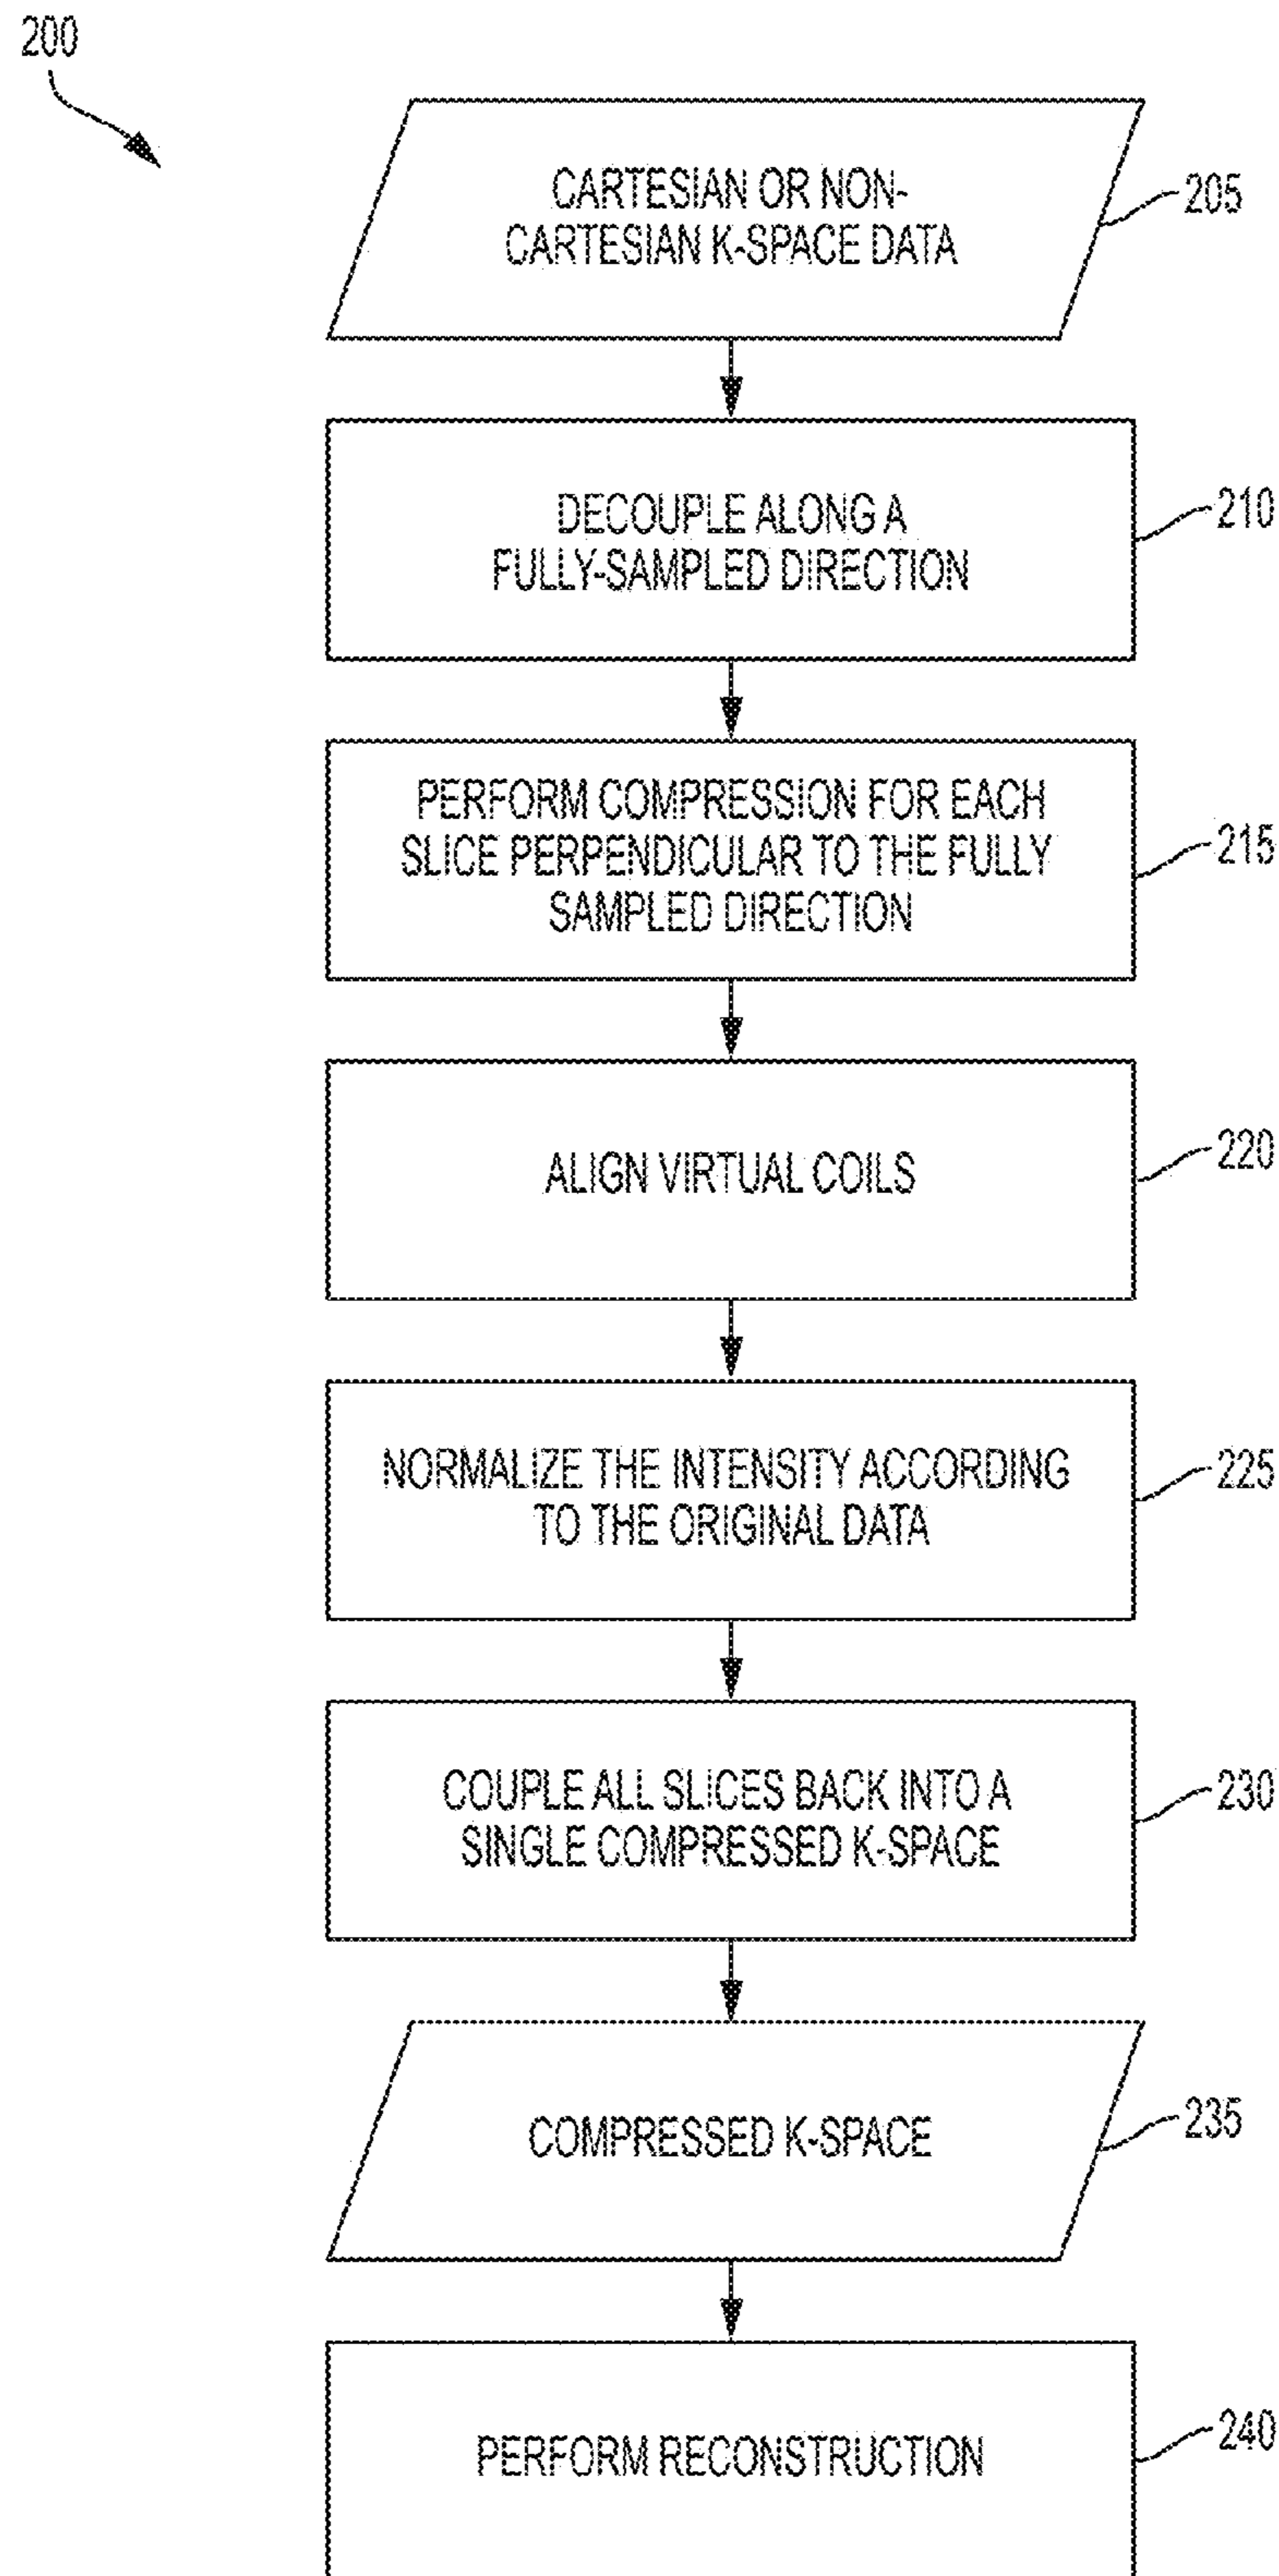 200
CARTESIAN OR NON-
CARTESIAN K-SPACE DATA
205
DECOUPLE ALONG A
FULLY-SAMPLED DIRECTION
210
PERFORM COMPRESSION FOR EACH
SLICE PERPENDICULAR TO THE FULLY
SAMPLED DIRECTION
215
ALIGN VIRTUAL COILS
220
NORMALIZE THE INTENSITY ACCORDING
TO THE ORIGINAL DATA
225
COUPLE ALL SLICES BACK INTO A
SINGLE COMPRESSED K-SPACE
230
COMPRESSED K-SPACE
235
PERFORM RECONSTRUCTION
240